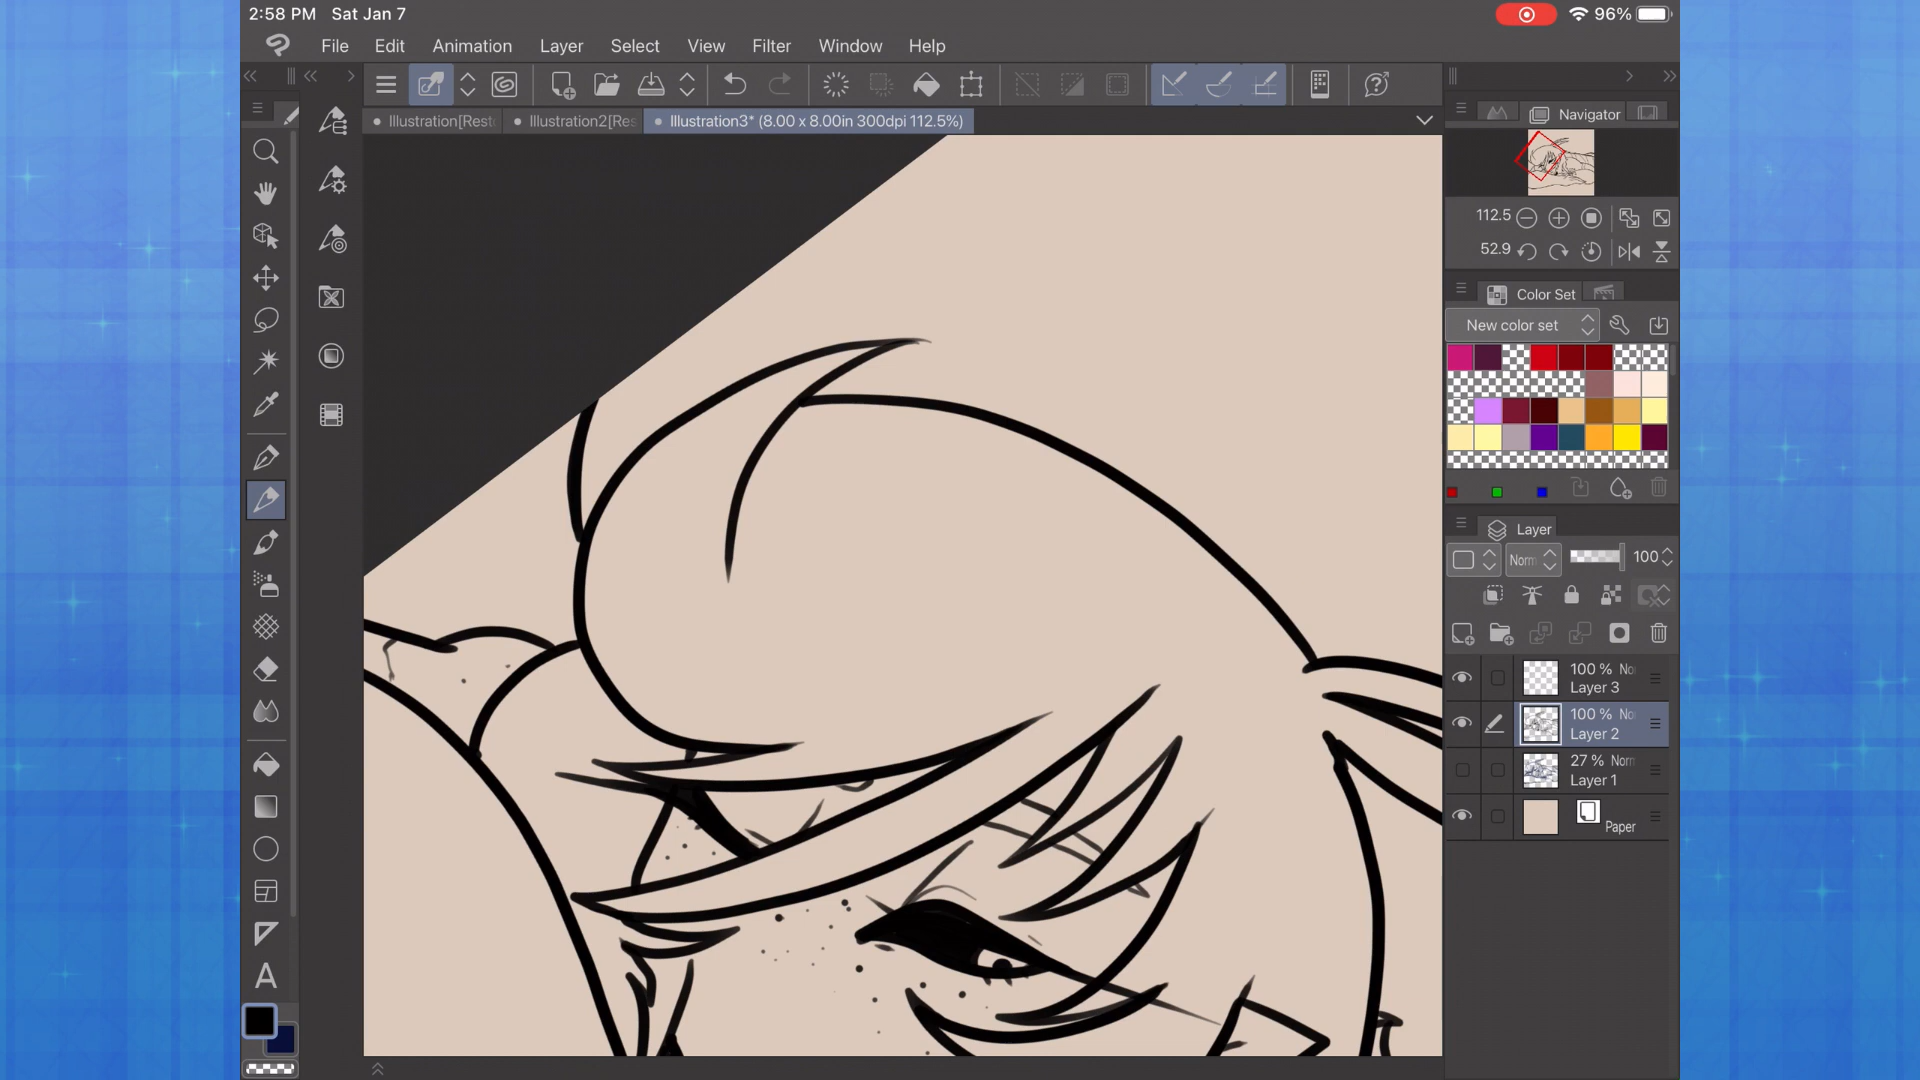 2:58 PM Sat Jan 7
96%
File Edit Animation Layer Select View Filter Window Help
Illustration[Rest Illustration2[Res Illustration3* (8.00 x 8.00in 300dpi 112.5%)
Navigator
112.5
52.9
Color Set
New color set
Layer
Norm 100
100 % No
Layer 3
100 % No
Layer 2
27 % Norm
Layer 1
Paper
A